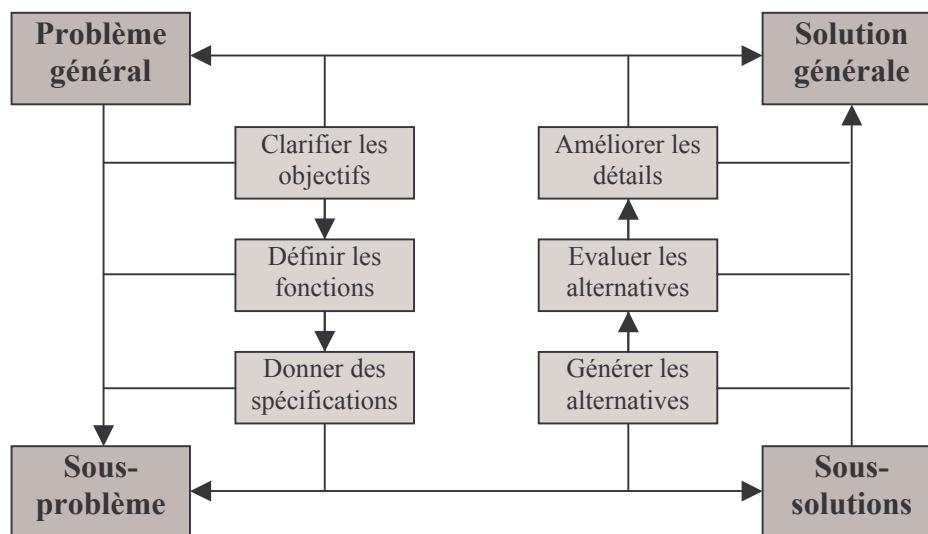 Problème
général
Solution
générale
Clarifier les
objectifs
Améliorer les
détails
Définir les
fonctions
Evaluer les
alternatives
Donner des
spécifications
Générer les
alternatives
Sous-
problème
Sous-
solutions